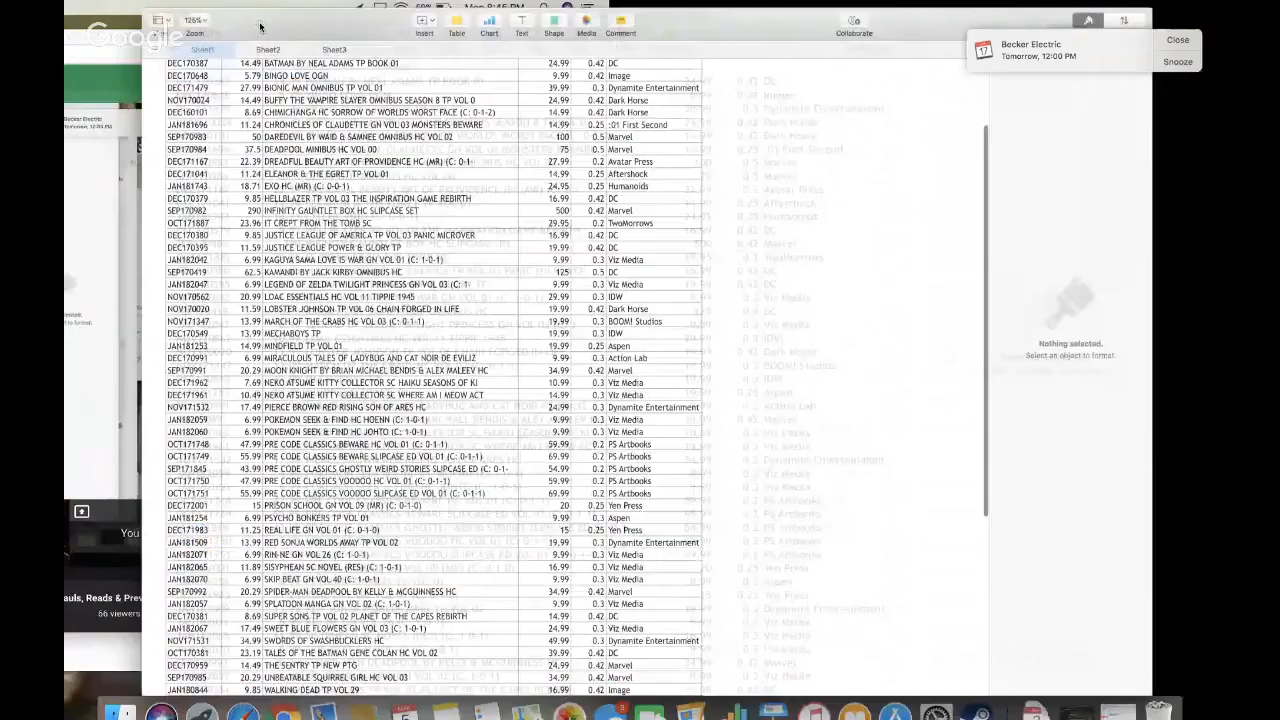 Mon 8:45 PM
125%
Zoom
Insert
Table
Chart
Text
Shape
Media
Comment
Collaborate
Google
Sheet1
Sheet2
Sheet3
Becker Electric
Tomorrow, 12:00 PM
Close
Snooze
DEC170387 14.49 BATMAN BY NEAL ADAMS TP BOOK 01 24.99 0.42 DC
DEC170648 5.79 BINGO LOVE OGN 9.99 0.42 Image
DEC171479 27.99 BIONIC MAN OMNIBUS TP VOL 01 39.99 0.3 Dynamite Entertainment
NOV170024 14.49 BUFFY THE VAMPIRE SLAYER OMNIBUS SEASON 8 TP VOL 0 24.99 0.42 Dark Horse
DEC160101 8.69 CHIMICHANGA HC SORROW OF WORLDS WORST FACE (C: 0-1-2) 14.99 0.42 Dark Horse
JAN181696 11.24 CHRONICLES OF CLAUDETTE GN VOL 03 MONSTERS BEWARE 14.99 0.25 :01 First Second
SEP170983 50 DAREDEVIL BY WAID & SAMNEE OMNIBUS HC VOL 02 100 0.5 Marvel
SEP170984 37.5 DEADPOOL MINIBUS HC VOL 00 75 0.5 Marvel
DEC171167 22.39 DREADFUL BEAUTY ART OF PROVIDENCE HC (MR) (C: 0-1- 27.99 0.2 Avatar Press
DEC171041 11.24 ELEANOR & THE EGRET TP VOL 01 14.99 0.25 Aftershock
JAN181743 18.71 EXO HC (MR) (C: 0-0-1) 24.95 0.25 Humanoids
DEC170379 9.85 HELLBLAZER TP VOL 03 THE INSPIRATION GAME REBIRTH 16.99 0.42 DC
SEP170982 290 INFINITY GAUNTLET BOX HC SLIPCASE SET 500 0.42 Marvel
OCT171887 23.96 IT CREPT FROM THE TOMB SC 29.95 0.2 TwoMorrows
DEC170380 9.85 JUSTICE LEAGUE OF AMERICA TP VOL 03 PANIC MICROVER 16.99 0.42 DC
DEC170395 11.59 JUSTICE LEAGUE POWER & GLORY TP 19.99 0.42 DC
JAN182042 6.99 KAGUYA SAMA LOVE IS WAR GN VOL 01 (C: 1-0-1) 9.99 0.3 Viz Media
SEP170419 62.5 KAMANDI BY JACK KIRBY OMNIBUS HC 125 0.5 DC
JAN182047 6.99 LEGEND OF ZELDA TWILIGHT PRINCESS GN VOL 03 (C: 1- 9.99 0.3 Viz Media
NOV170562 20.99 LOAC ESSENTIALS HC VOL 11 TIPPIE 1945 29.99 0.3 IDW
NOV170020 11.59 LOBSTER JOHNSON TP VOL 06 CHAIN FORGED IN LIFE 19.99 0.42 Dark Horse
NOV171347 13.99 MARCH OF THE CRABS HC VOL 03 (C: 0-1-1) 19.99 0.3 BOOM! Studios
DEC170549 13.99 MECHABOYS TP 19.99 0.3 IDW
JAN181253 14.99 MINDFIELD TP VOL 01 19.99 0.25 Aspen
DEC170991 6.99 MIRACULOUS TALES OF LADYBUG AND CAT NOIR DE EVILIZ 9.99 0.3 Action Lab
SEP170991 20.29 MOON KNIGHT BY BRIAN MICHAEL BENDIS & ALEX MALEEV HC 34.99 0.42 Marvel
DEC171962 7.69 NEKO ATSUME KITTY COLLECTOR SC HAIKU SEASONS OF KI 10.99 0.3 Viz Media
DEC171961 10.49 NEKO ATSUME KITTY COLLECTOR SC WHERE AM I MEOW ACT 14.99 0.3 Viz Media
NOV171532 17.49 PIERCE BROWN RED RISING SON OF ARES HC 24.99 0.3 Dynamite Entertainment
JAN182059 6.99 POKEMON SEEK & FIND HC HOENN (C: 1-0-1) 9.99 0.3 Viz Media
JAN182060 6.99 POKEMON SEEK & FIND HC JOHTO (C: 1-0-1) 9.99 0.3 Viz Media
OCT171748 47.99 PRE CODE CLASSICS BEWARE HC VOL 01 (C: 0-1-1) 59.99 0.2 PS Artbooks
OCT171749 55.99 PRE CODE CLASSICS BEWARE SLIPCASE ED VOL 01 (C: 0-1-1) 69.99 0.2 PS Artbooks
SEP171845 43.99 PRE CODE CLASSICS GHOSTLY WEIRD STORIES SLIPCASE ED (C: 0-1- 54.99 0.2 PS Artbooks
OCT171750 47.99 PRE CODE CLASSICS VOODOO HC VOL 01 (C: 0-1-1) 59.99 0.2 PS Artbooks
OCT171751 55.99 PRE CODE CLASSICS VOODOO SLIPCASE ED VOL 01 (C: 0-1-1) 69.99 0.2 PS Artbooks
DEC172001 15 PRISON SCHOOL GN VOL 09 (MR) (C: 0-1-0) 20 0.25 Yen Press
JAN181254 6.99 PSYCHO BONKERS TP VOL 01 9.99 0.3 Aspen
DEC171983 11.25 REAL LIFE GN VOL 01 (C: 0-1-0) 15 0.25 Yen Press
JAN181509 13.99 RED SONJA WORLDS AWAY TP VOL 02 19.99 0.3 Dynamite Entertainment
JAN182071 6.99 RIN-NE GN VOL 26 (C: 1-0-1) 9.99 0.3 Viz Media
JAN182065 11.89 SISYPHEAN SC NOVEL (RES) (C: 1-0-1) 16.99 0.3 Viz Media
JAN182070 6.99 SKIP BEAT GN VOL 40 (C: 1-0-1) 9.99 0.3 Viz Media
SEP170992 20.29 SPIDER-MAN DEADPOOL BY KELLY & MCGUINNESS HC 34.99 0.42 Marvel
JAN182057 6.99 SPLATOON MANGA GN VOL 02 (C: 1-0-1) 9.99 0.3 Viz Media
DEC170381 8.69 SUPER SONS TP VOL 02 PLANET OF THE CAPES REBIRTH 14.99 0.42 DC
JAN182067 17.49 SWEET BLUE FLOWERS GN VOL 03 (C: 1-0-1) 24.99 0.3 Viz Media
NOV171531 34.99 SWORDS OF SWASHBUCKLERS HC 49.99 0.3 Dynamite Entertainment
OCT170381 23.19 TALES OF THE BATMAN GENE COLAN HC VOL 02 39.99 0.42 DC
DEC170959 14.49 THE SENTRY TP NEW PTG 24.99 0.42 Marvel
SEP170985 20.29 UNBEATABLE SQUIRREL GIRL HC VOL 03 34.99 0.42 Marvel
JAN180844 9.85 WALKING DEAD TP VOL 29 16.99 0.42 Image
Nothing selected.
Select an object to format.
You
auls, Reads & Prev
66 viewers